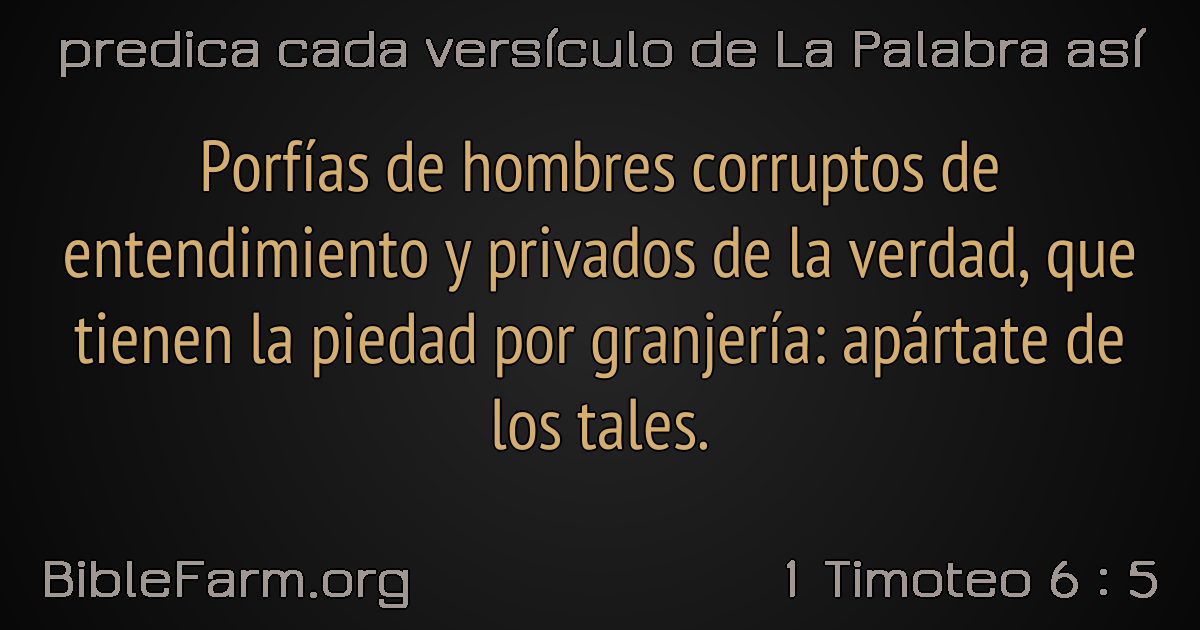 predica cada versículo de La Palabra así
Porfías de hombres corruptos de
entendimiento y privados de la verdad, que
tienen la piedad por granjería: apártate de
los tales.
BibleFarm.org
1 Timoteo 6 : 5